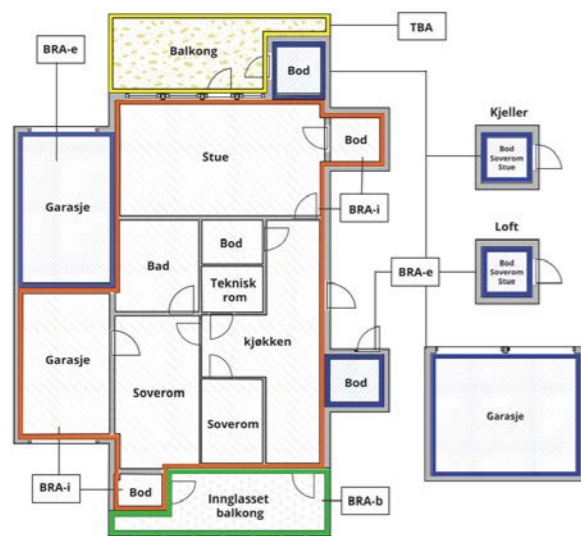 TBA
BRA-e
Balkong
Bod
Kjeller
Bod
Soverom
Stue
Stue
Bod
Garasje
BRA-i
Loft
Bod
Bad
Teknisk
rom
BRA-e
Bod
Soverom
Stue
Garasje
kjøkken
Soverom
Bod
Soverom
Garasje
BRA-i
Bod
Innglasset
balkong
BRA-b